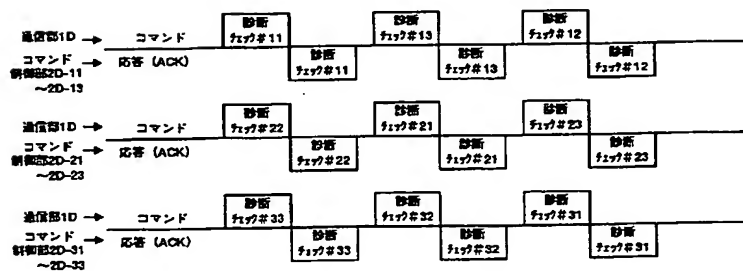 診断 診断 診断
通信部1D → コマンド チェック#11 チェック#13 チェック#12
コマンド → 応答 (ACK) 診断 診断 診断
制御部2D-11 チェック#11 チェック#13 チェック#12
～2D-13
診断 診断 診断
通信部1D → コマンド チェック#22 チェック#21 チェック#23
コマンド → 応答 (ACK) 診断 診断 診断
制御部2D-21 チェック#22 チェック#21 チェック#23
～2D-23
診断 診断 診断
通信部1D → コマンド チェック#33 チェック#32 チェック#31
コマンド → 応答 (ACK) 診断 診断 診断
制御部2D-31 チェック#33 チェック#32 チェック#31
～2D-33